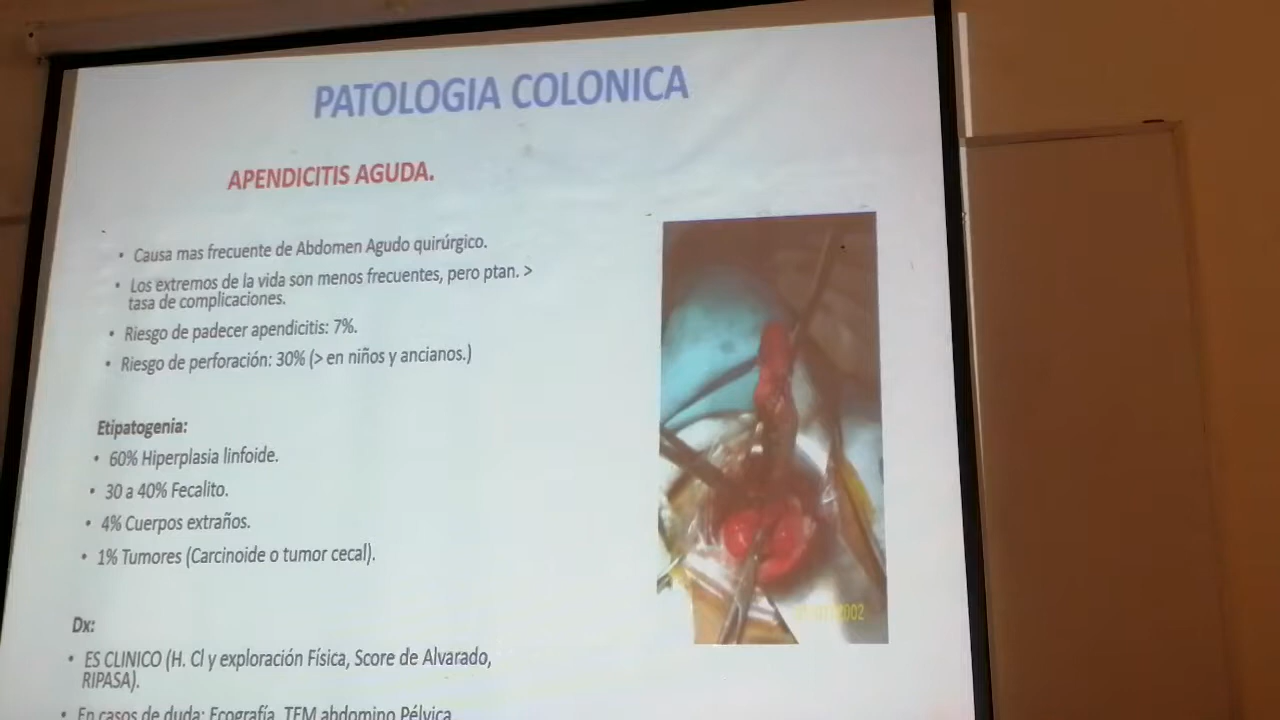 PATOLOGIA COLONICA
APENDICITIS AGUDA.
• Causa mas frecuente de Abdomen Agudo quirúrgico.
• Los extremos de la vida son menos frecuentes, pero ptan. >
tasa de complicaciones.
• Riesgo de padecer apendicitis: 7%.
• Riesgo de perforación: 30% (> en niños y ancianos.)
Etipatogenia:
• 60% Hiperplasia linfoide.
• 30 a 40% Fecalito.
• 4% Cuerpos extraños.
• 1% Tumores (Carcinoide o tumor cecal).
Dx:
• ES CLINICO (H. Cl y exploración Física, Score de Alvarado,
RIPASA).
• En casos de duda: Ecografía, TEM abdomino Pélvica
2002